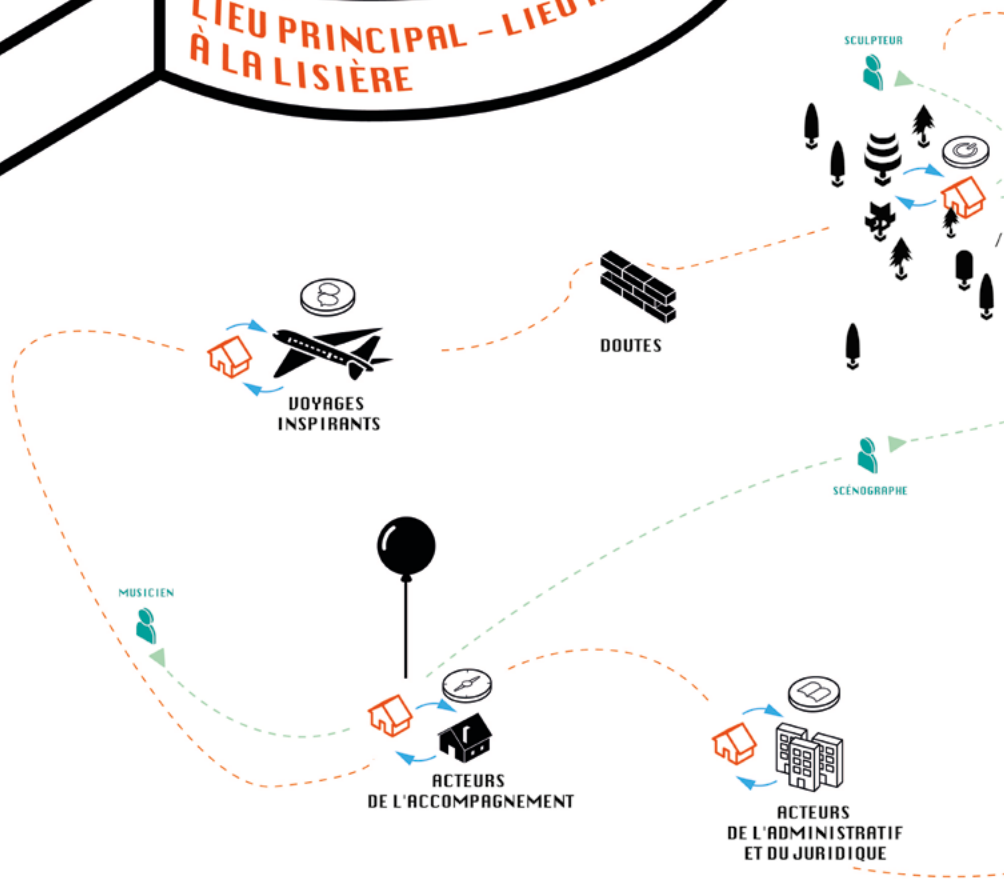 LIEU PRINCIPAL - LIEU
À LA LISIÈRE
SCULPTEUR
DOUTES
VOYAGES
INSPIRANTS
SCÉNOGRAPHE
MUSICIEN
ACTEURS
DE L'ACCOMPAGNEMENT
ACTEURS
DE L'ADMINISTRATIF
ET DU JURIDIQUE